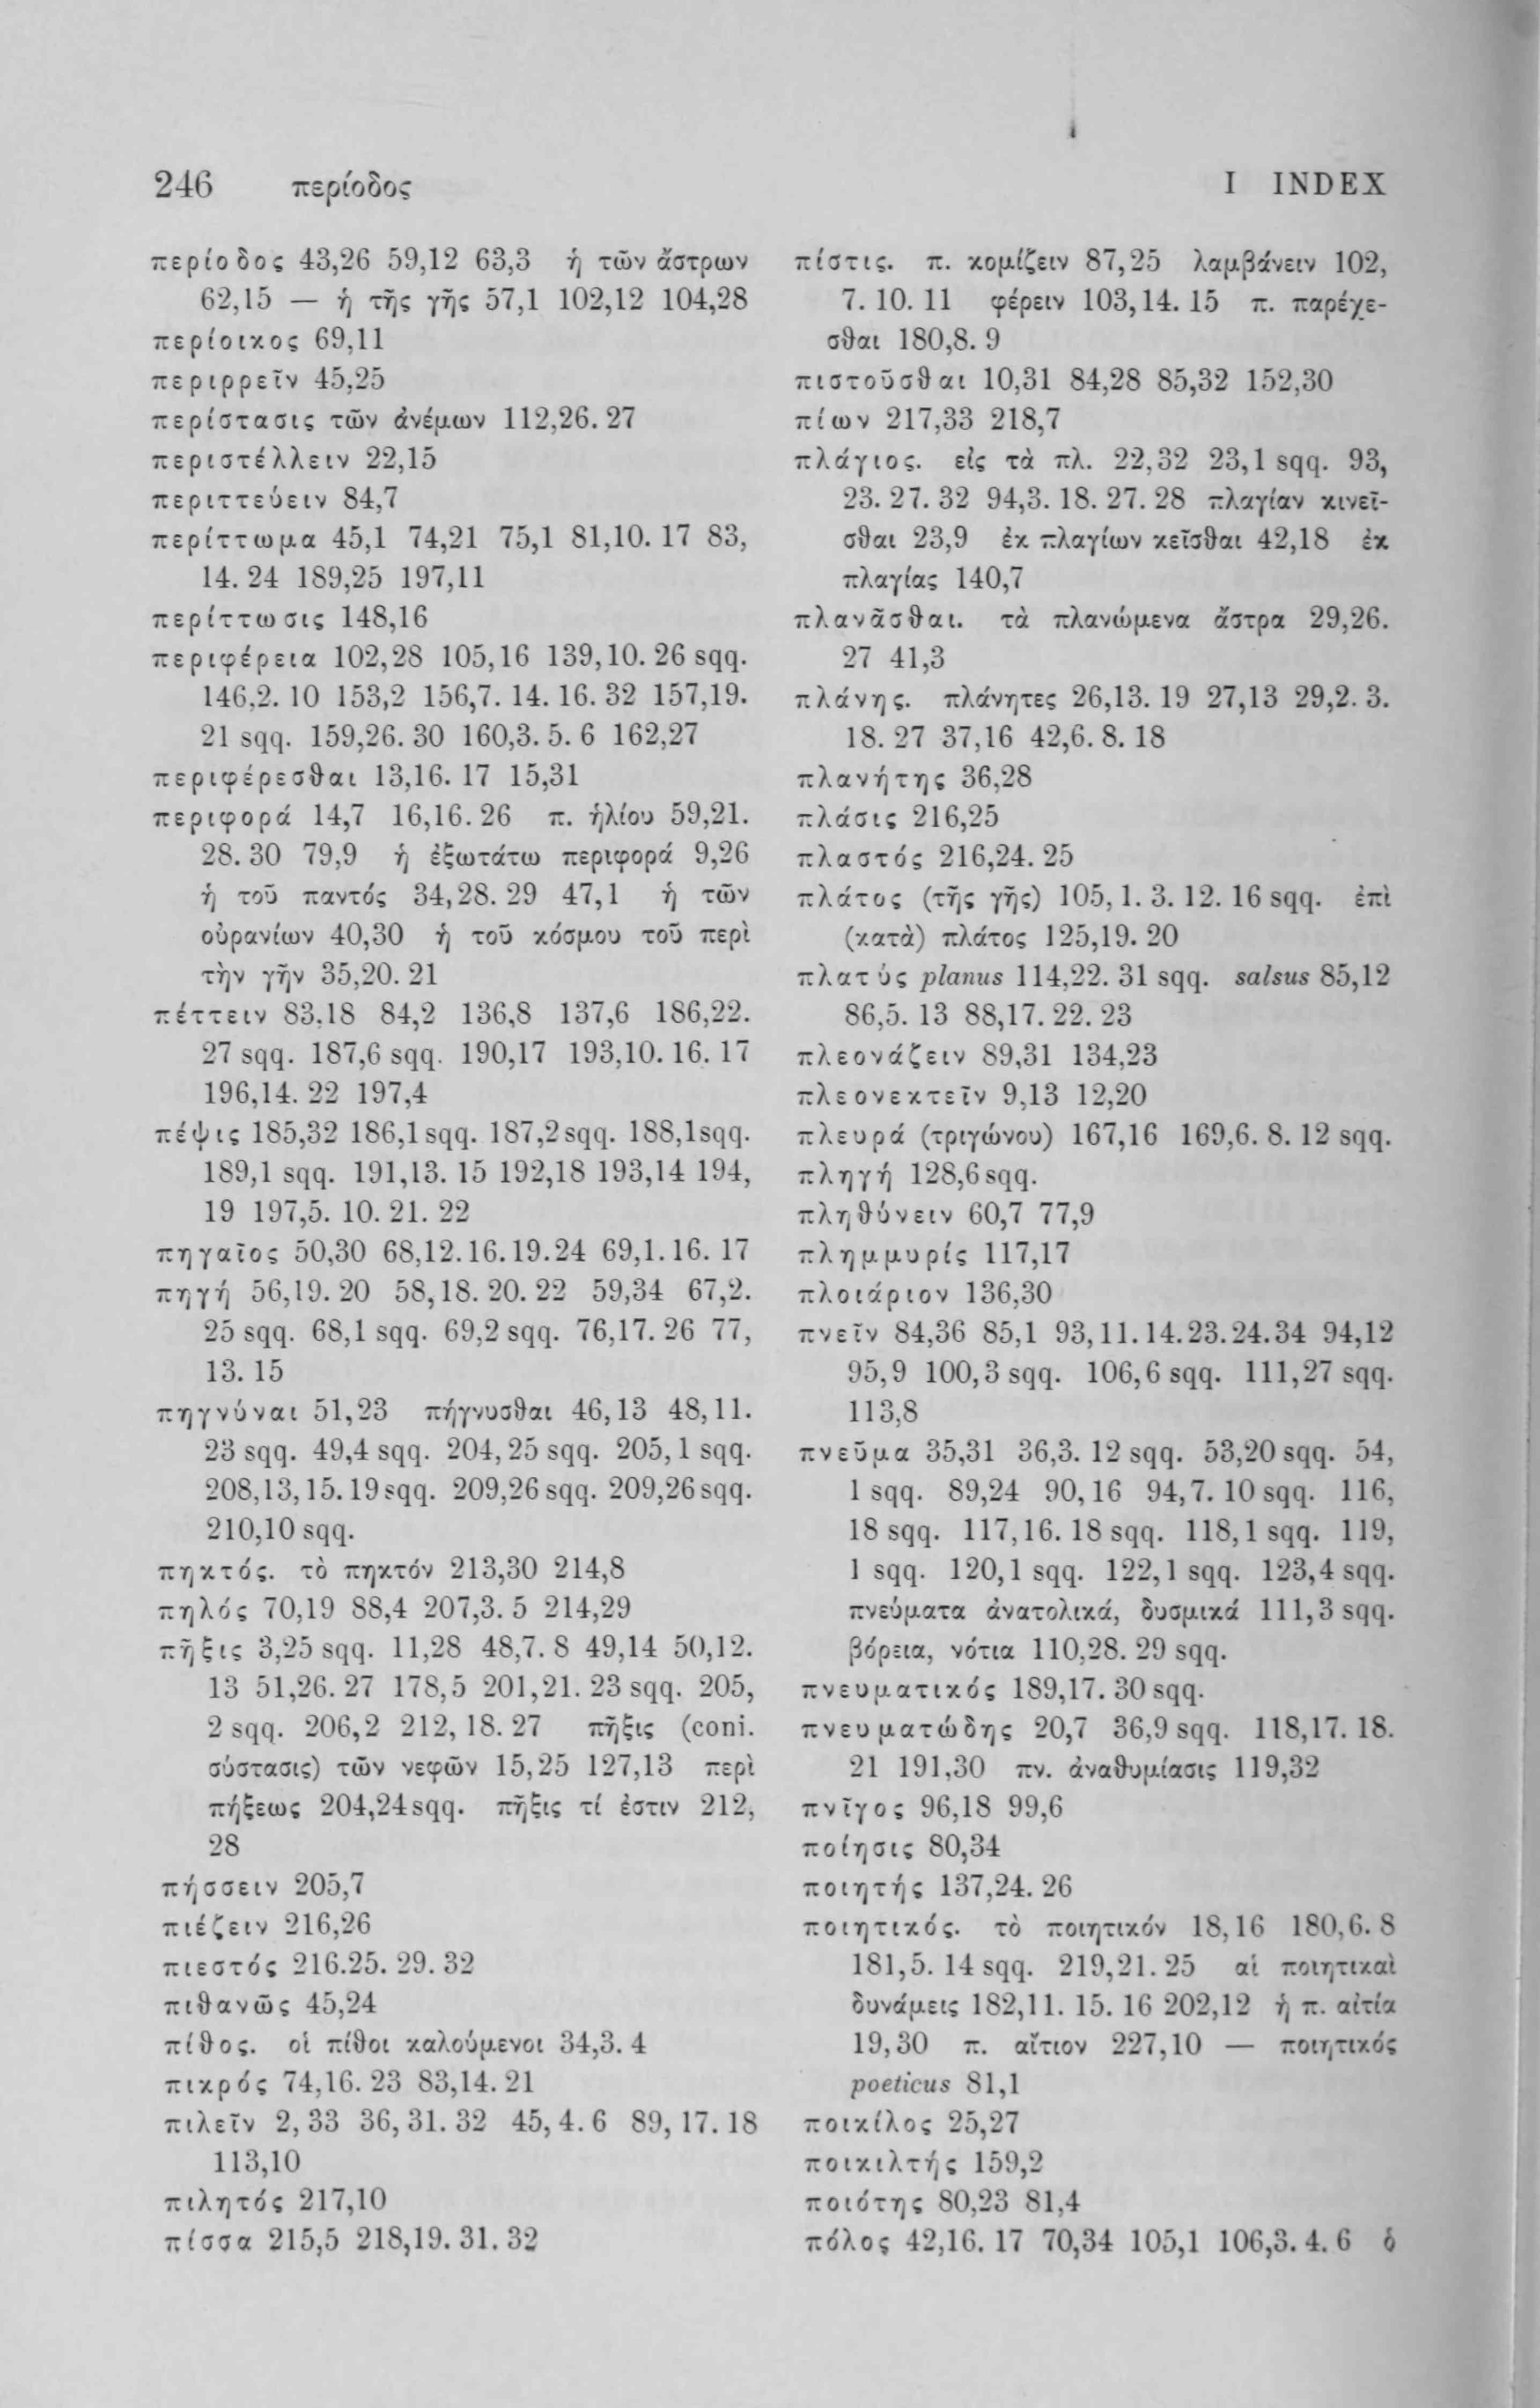 246 περίοδος
I INDEX
περίοδος 43,26 59,12 63,3 ἡ τῶν ἄστρων
62,15 — ἡ τῆς γῆς 57,1 102,12 104,28
περίοικος 69,11
περιρρεῖν 45,25
περίστασις τῶν ἀνέμων 112,26. 27
περιστέλλειν 22,15
περιττεύειν 84,7
περίττωμα 45,1 74,21 75,1 81,10. 17 83,
14. 24 189,25 197,11
περίττωσις 148,16
περιφέρεια 102,28 105,16 139,10. 26 sqq.
146,2. 10 153,2 156,7. 14. 16. 32 157,19.
21 sqq. 159,26. 30 160,3. 5. 6 162,27
περιφέρεσθαι 13,16. 17 15,31
περιφορά 14,7 16,16. 26 π. ἡλίου 59,21.
28. 30 79,9 ἡ ἐξωτάτω περιφορά 9,26
ἡ τοῦ παντός 34,28. 29 47,1 ἡ τῶν
οὐρανίων 40,30 ἡ τοῦ κόσμου τοῦ περὶ
τὴν γῆν 35,20. 21
πέττειν 83,18 84,2 136,8 137,6 186,22.
27 sqq. 187,6 sqq. 190,17 193,10. 16. 17
196,14. 22 197,4
πέψις 185,32 186,1 sqq. 187,2 sqq. 188,1sqq.
189,1 sqq. 191,13. 15 192,18 193,14 194,
19 197,5. 10. 21. 22
πηγαῖος 50,30 68,12. 16. 19. 24 69,1. 16. 17
πηγή 56,19. 20 58,18. 20. 22 59,34 67,2.
25 sqq. 68,1 sqq. 69,2 sqq. 76,17. 26 77,
13. 15
πηγνύναι 51,23 πήγνυσθαι 46,13 48,11.
23 sqq. 49,4 sqq. 204,25 sqq. 205,1 sqq.
208,13,15. 19 sqq. 209,26 sqq. 209,26 sqq.
210,10 sqq.
πηκτός. τὸ πηκτόν 213,30 214,8
πηλός 70,19 88,4 207,3. 5 214,29
πῆξις 3,25 sqq. 11,28 48,7. 8 49,14 50,12.
13 51,26. 27 178,5 201,21. 23 sqq. 205,
2 sqq. 206,2 212,18. 27 πῆξις (coni.
σύστασις) τῶν νεφῶν 15,25 127,13 περὶ
πήξεως 204,24 sqq. πῆξις τί ἐστιν 212,
28
πήσσειν 205,7
πιέζειν 216,26
πιεστός 216.25. 29. 32
πιθανῶς 45,24
πίθος. οἱ πίθοι καλούμενοι 34,3. 4
πικρός 74,16. 23 83,14. 21
πιλεῖν 2,33 36,31. 32 45,4. 6 89,17. 18
113,10
πιλητός 217,10
πίσσα 215,5 218,19. 31. 32
πίστις. π. κομίζειν 87,25 λαμβάνειν 102,
7. 10. 11 φέρειν 103,14. 15 π. παρέχε-
σθαι 180,8. 9
πιστοῦσθαι 10,31 84,28 85,32 152,30
πίων 217,33 218,7
πλάγιος. εἰς τὰ πλ. 22,32 23,1 sqq. 93,
23. 27. 32 94,3. 18. 27. 28 πλαγίαν κινεῖ-
σθαι 23,9 ἐκ πλαγίων κεῖσθαι 42,18 ἐκ
πλαγίας 140,7
πλανᾶσθαι. τὰ πλανώμενα ἄστρα 29,26.
27 41,3
πλάνης. πλάνητες 26,13. 19 27,13 29,2. 3.
18. 27 37,16 42,6. 8. 18
πλανήτης 36,28
πλάσις 216,25
πλαστός 216,24. 25
πλάτος (τῆς γῆς) 105,1. 3. 12. 16 sqq. ἐπὶ
(κατὰ) πλάτος 125,19. 20
πλατύς planus 114,22. 31 sqq. salsus 85,12
86,5. 13 88,17. 22. 23
πλεονάζειν 89,31 134,23
πλεονεκτεῖν 9,13 12,20
πλευρά (τριγώνου) 167,16 169,6. 8. 12 sqq.
πληγή 128,6 sqq.
πληθύνειν 60,7 77,9
πλημμυρίς 117,17
πλοιάριον 136,30
πνεῖν 84,36 85,1 93,11. 14. 23. 24. 34 94,12
95,9 100,3 sqq. 106,6 sqq. 111,27 sqq.
113,8
πνεῦμα 35,31 36,3. 12 sqq. 53,20 sqq. 54,
1 sqq. 89,24 90,16 94,7. 10 sqq. 116,
18 sqq. 117,16. 18 sqq. 118,1 sqq. 119,
1 sqq. 120,1 sqq. 122,1 sqq. 123,4 sqq.
πνεύματα ἀνατολικά, δυσμικά 111,3 sqq.
βόρεια, νότια 110,28. 29 sqq.
πνευματικός 189,17. 30 sqq.
πνευματώδης 20,7 36,9 sqq. 118,17. 18.
21 191,30 πν. ἀναθυμίασις 119,32
πνῖγος 96,18 99,6
ποίησις 80,34
ποιητής 137,24. 26
ποιητικός. τὸ ποιητικόν 18,16 180,6. 8
181,5. 14 sqq. 219,21. 25 αἱ ποιητικαὶ
δυνάμεις 182,11. 15. 16 202,12 ἡ π. αἰτία
19,30 π. αἴτιον 227,10 — ποιητικός
poeticus 81,1
ποικίλος 25,27
ποικιλτής 159,2
ποιότης 80,23 81,4
πόλος 42,16. 17 70,34 105,1 106,3. 4. 6 ὁ